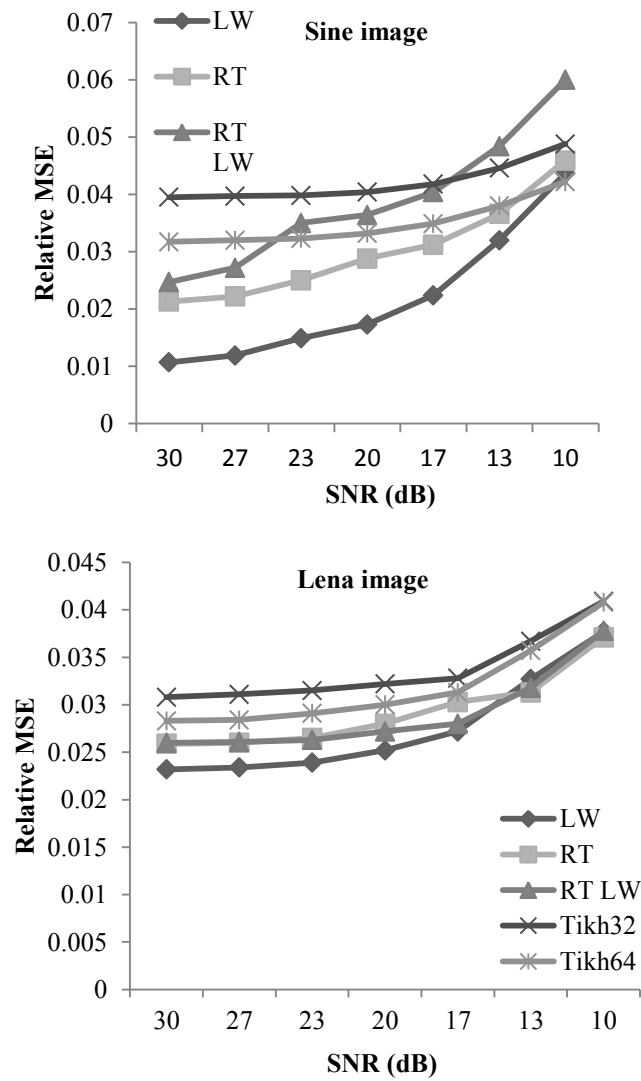 Sine image
LW
RT
RT
LW
0.07
0.06
0.05
0.04
0.03
0.02
0.01
0
Relative MSE
30 27 23 20 17 13 10
SNR (dB)
Lena image
0.045
0.04
0.035
0.03
0.025
0.02
0.015
0.01
0.005
0
Relative MSE
LW
RT
RT LW
Tikh32
Tikh64
30 27 23 20 17 13 10
SNR (dB)